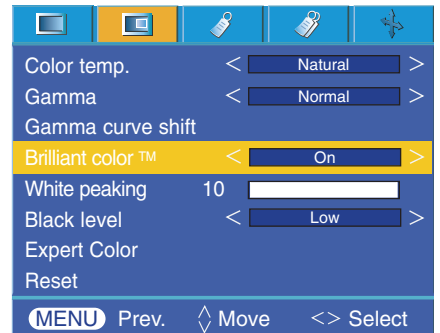 Color temp. < Natural >
Gamma < Normal >
Gamma curve shift
Brilliant color ™ < On >
White peaking 10
Black level < Low >
Expert Color
Reset
MENU Prev. Move <> Select